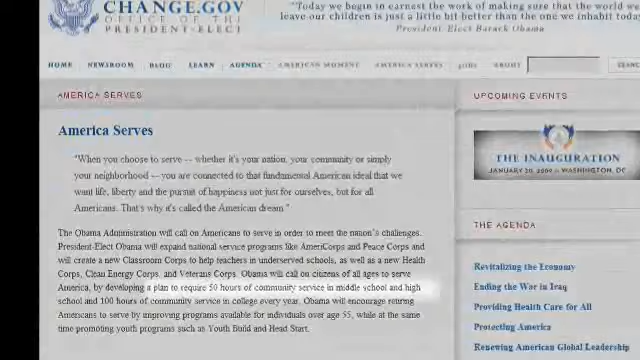 CHANGE.GOV
OFFICE OF THE
PRESIDENT-ELECT
"Today we begin in earnest the work of making sure that the world we
leave our children is just a little bit better than the one we inhabit today
President-Elect Barack Obama
HOME NEWSROOM BLOG LEARN AGENDA AMERICAN MOMENT AMERICA SERVES JOBS ABOUT SEARC
AMERICA SERVES
America Serves
"When you choose to serve -- whether it's your nation, your community or simply
your neighborhood -- you are connected to that fundamental American ideal that we
want life, liberty and the pursuit of happiness not just for ourselves, but for all
Americans. That's why it's called the American dream."
The Obama Administration will call on Americans to serve in order to meet the nation's challenges.
President-Elect Obama will expand national service programs like AmeriCorps and Peace Corps and
will create a new Classroom Corps to help teachers in underserved schools, as well as a new Health
Corps, Clean Energy Corps, and Veterans Corps. Obama will call on citizens of all ages to serve
America, by developing a plan to require 50 hours of community service in middle school and high
school and 100 hours of community service in college every year. Obama will encourage retiring
Americans to serve by improving programs available for individuals over age 55, while at the same
time promoting youth programs such as Youth Build and Head Start.
UPCOMING EVENTS
THE INAUGURATION
JANUARY 20, 2009 WASHINGTON, DC
THE AGENDA
Revitalizing the Economy
Ending the War in Iraq
Providing Health Care for All
Protecting America
Renewing American Global Leadership